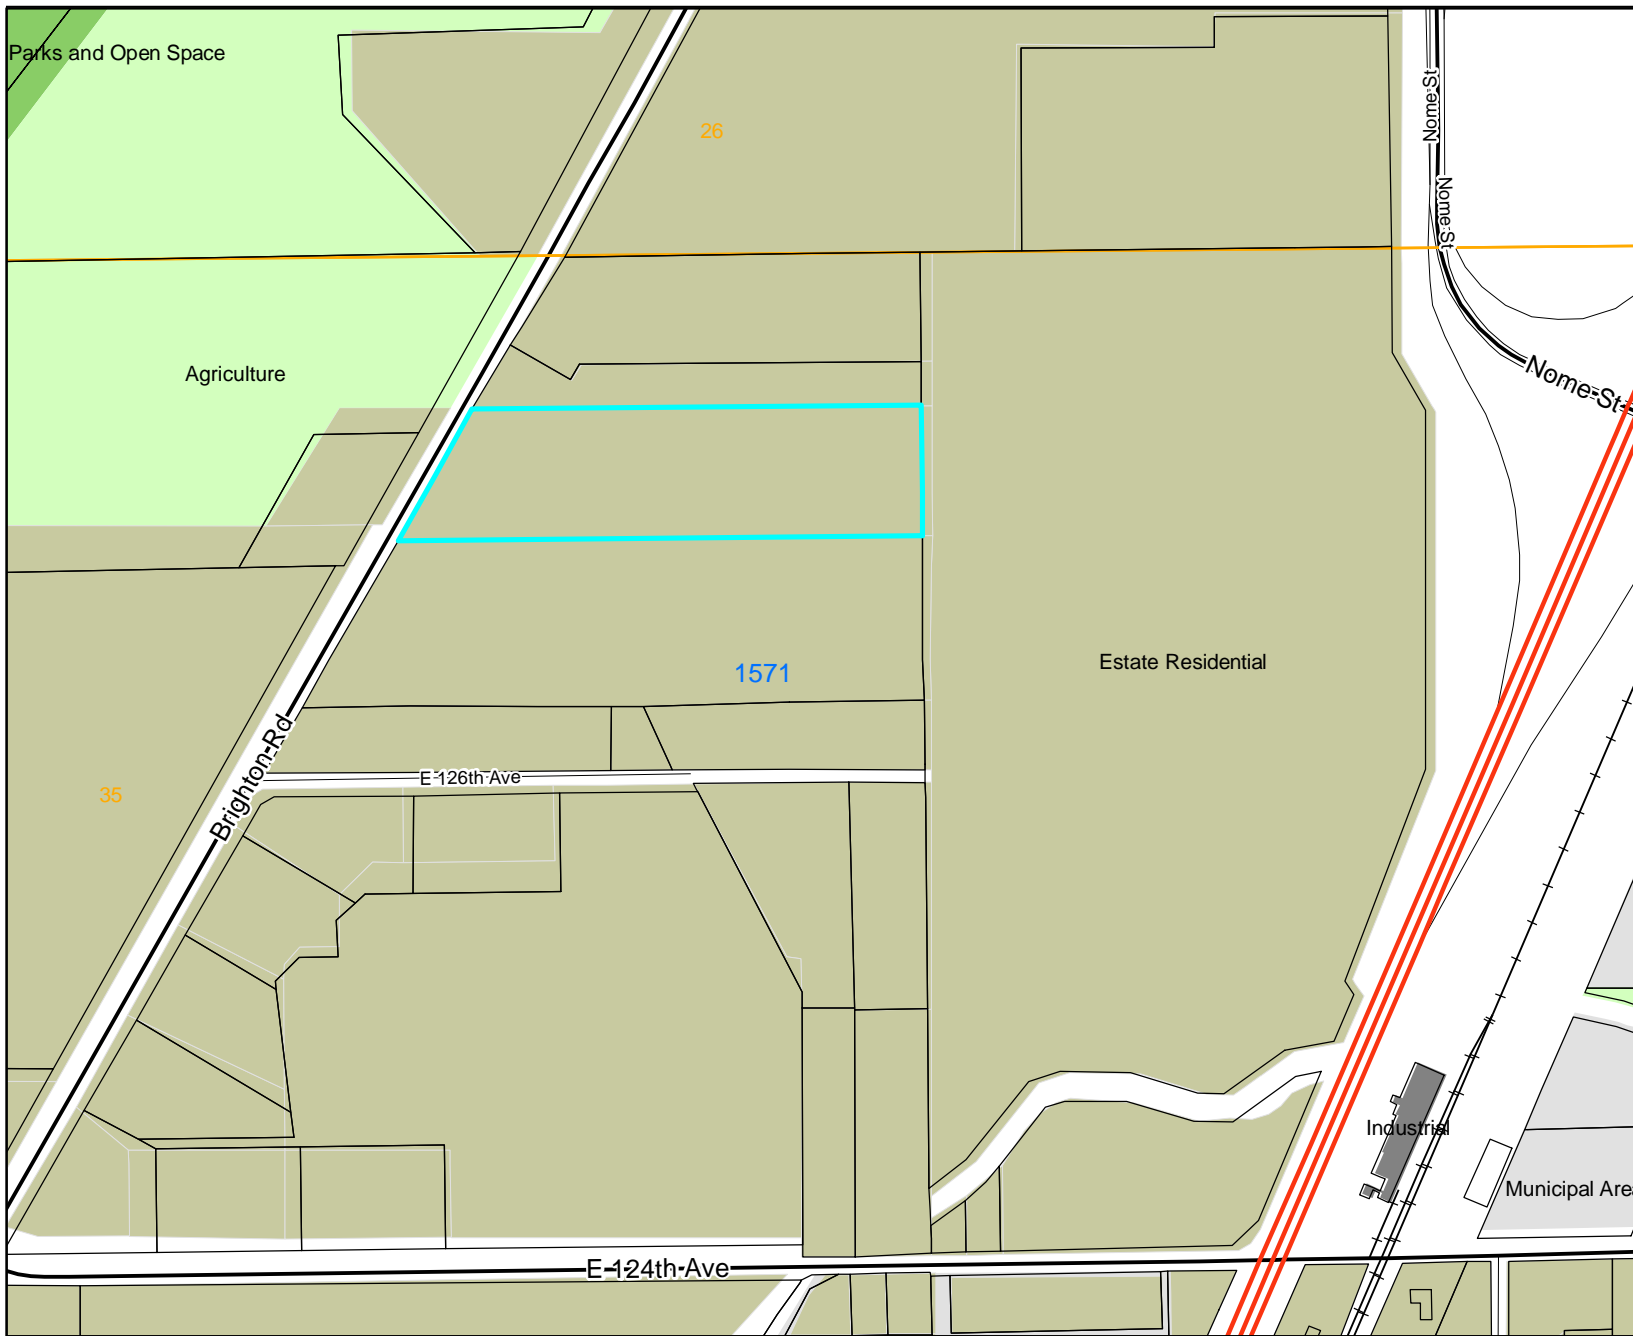 Parks and Open Space
26
Nome St
Nome St
Agriculture
Nome St
Estate Residential
1571
Brighton Rd
E 126th Ave
35
Industrial
Municipal Are
E 124th Ave